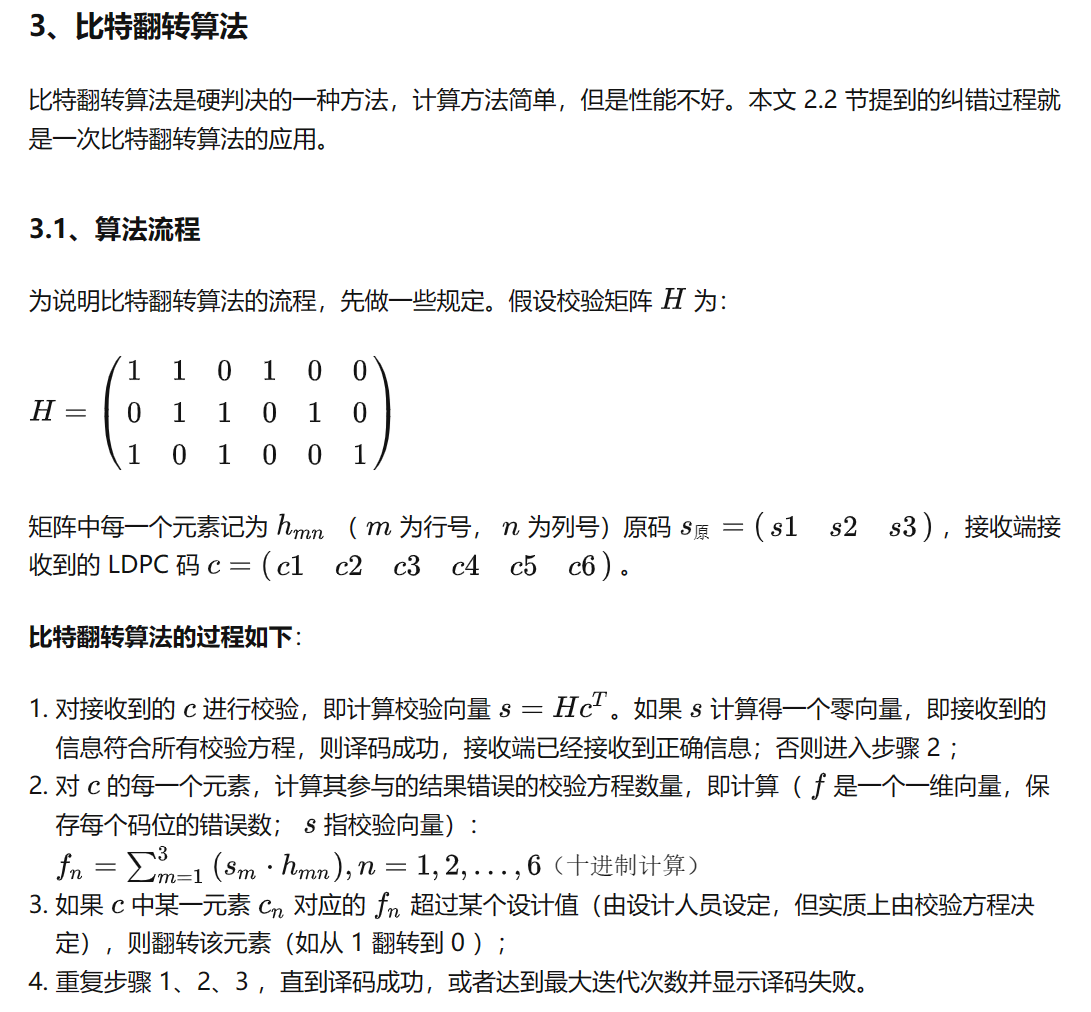 3、比特翻转算法
比特翻转算法是硬判决的一种方法，计算方法简单，但是性能不好。本文 2.2 节提到的纠错过程就
是一次比特翻转算法的应用。
3.1、算法流程
为说明比特翻转算法的流程，先做一些规定。假设校验矩阵 H 为：
1 1 0 1 0 0
H = 0 1 1 0 1 0
1 0 1 0 0 1
矩阵中每一个元素记为 hmn （ m 为行号， n 为列号）原码 s原 = (s1 s2 s3) ，接收端接
收到的 LDPC 码 c = (c1 c2 c3 c4 c5 c6) 。
比特翻转算法的过程如下：
1. 对接收到的 c 进行校验，即计算校验向量 s = Hc^T。如果 s 计算得一个零向量，即接收到的
信息符合所有校验方程，则译码成功，接收端已经接收到正确信息；否则进入步骤 2 ；
2. 对 c 的每一个元素，计算其参与的结果错误的校验方程数量，即计算（ f 是一个一维向量，保
存每个码位的错误数； s 指校验向量）：
f_n = ∑_{m=1}^{3} (s_m · h_{mn}), n = 1, 2, . . . , 6（十进制计算）
3. 如果 c 中某一元素 c_n 对应的 f_n 超过某个设计值（由设计人员设定，但实质上由校验方程决
定），则翻转该元素（如从 1 翻转到 0 ）；
4. 重复步骤 1、2、3 ，直到译码成功，或者达到最大迭代次数并显示译码失败。